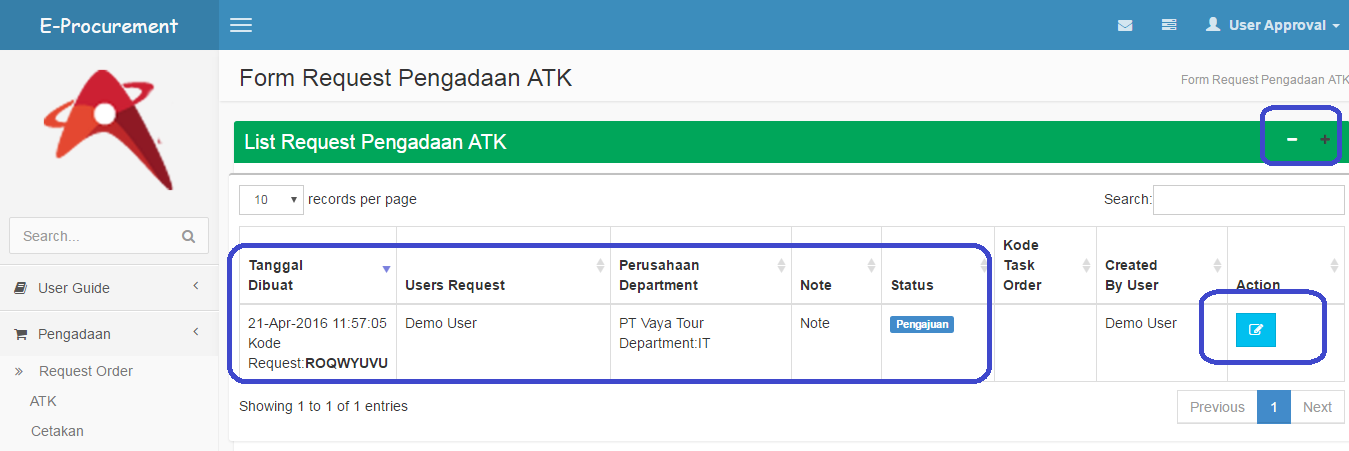 E-Procurement
User Approval
Form Request Pengadaan ATK
Form Request Pengadaan ATK
List Request Pengadaan ATK
10 records per page
Search:
Search...
User Guide
Pengadaan
Request Order
ATK
Cetakan
Tanggal
Dibuat
Users Request
Perusahaan
Department
Note
Status
Kode
Task
Order
Created
By User
Action
21-Apr-2016 11:57:05
Kode
Request:ROQWYUVU
Demo User
PT Vaya Tour
Department:IT
Note
Pengajuan
Demo User
Showing 1 to 1 of 1 entries
Previous 1 Next